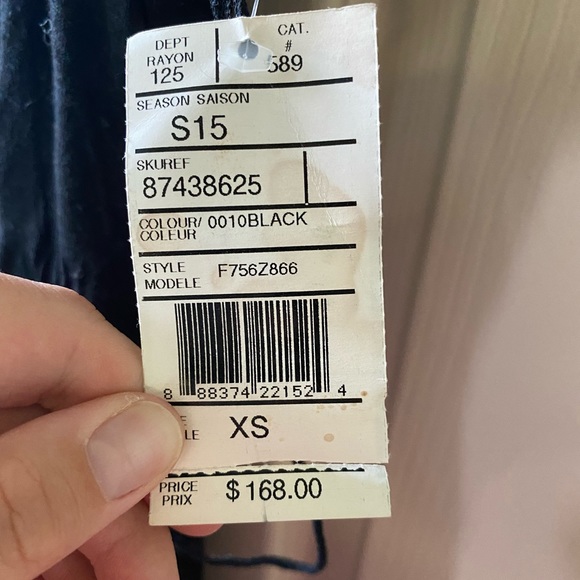 DEPT
RAYON
125
CAT.
#
589
SEASON SAISON
S15
SKUREF
87438625
COLOUR/ 0010BLACK
COLEUR
STYLE F756Z866
MODELE
8 88374 22152 4
XS
PRICE $168.00
PRIX